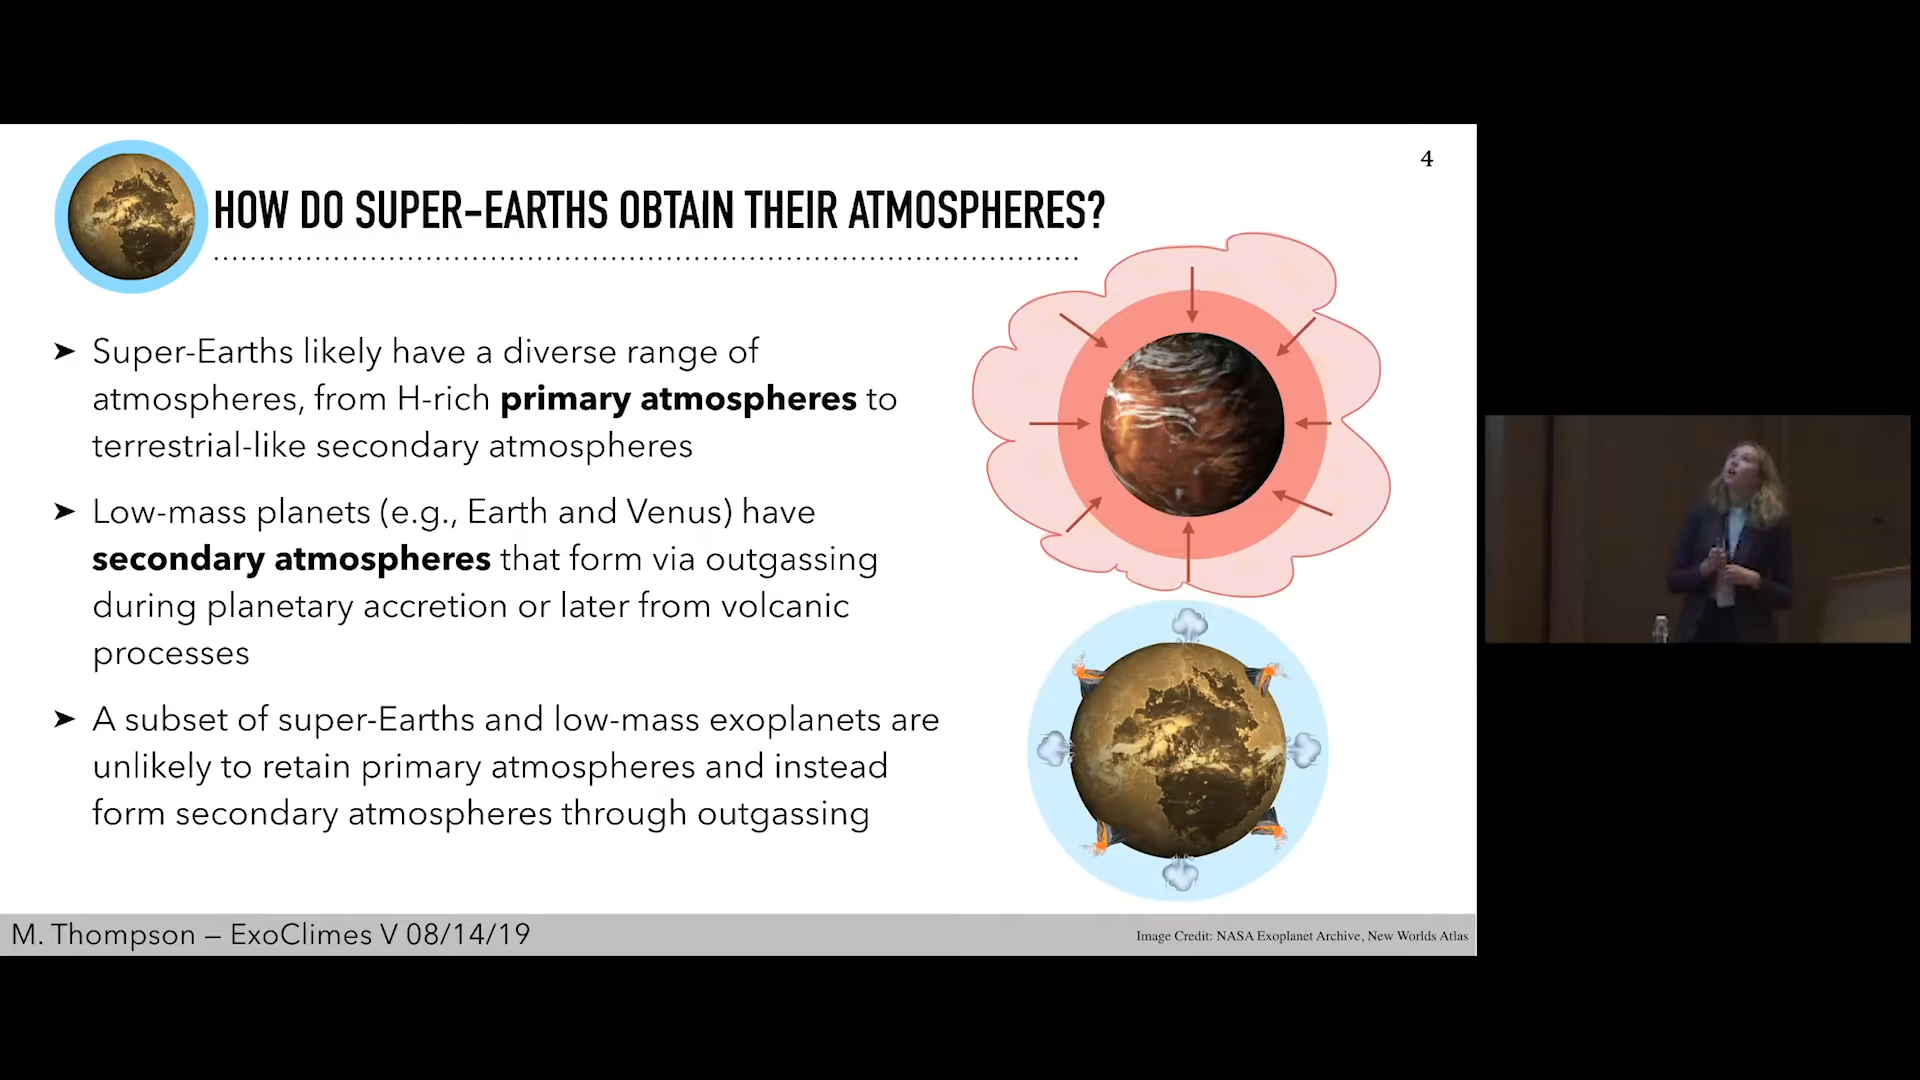 4
HOW DO SUPER-EARTHS OBTAIN THEIR ATMOSPHERES?
➤ Super-Earths likely have a diverse range of
atmospheres, from H-rich primary atmospheres to
terrestrial-like secondary atmospheres
➤ Low-mass planets (e.g., Earth and Venus) have
secondary atmospheres that form via outgassing
during planetary accretion or later from volcanic
processes
➤ A subset of super-Earths and low-mass exoplanets are
unlikely to retain primary atmospheres and instead
form secondary atmospheres through outgassing
M. Thompson – ExoClimes V 08/14/19
Image Credit: NASA Exoplanet Archive, New Worlds Atlas